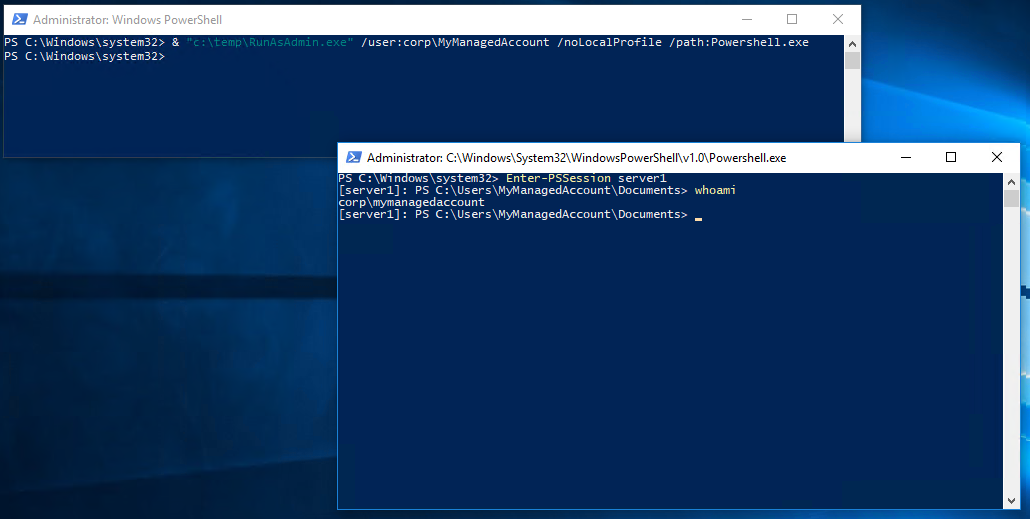 Administrator: Windows PowerShell
PS C:\Windows\system32> & "c:\temp\RunAsAdmin.exe" /user:corp\MyManagedAccount /noLocalProfile /path:Powershell.exe
PS C:\Windows\system32>
Administrator: C:\Windows\System32\WindowsPowerShell\v1.0\Powershell.exe
PS C:\Windows\system32> Enter-PSSession server1
[server1]: PS C:\Users\MyManagedAccount\Documents> whoami
corp\mymanagedaccount
[server1]: PS C:\Users\MyManagedAccount\Documents>